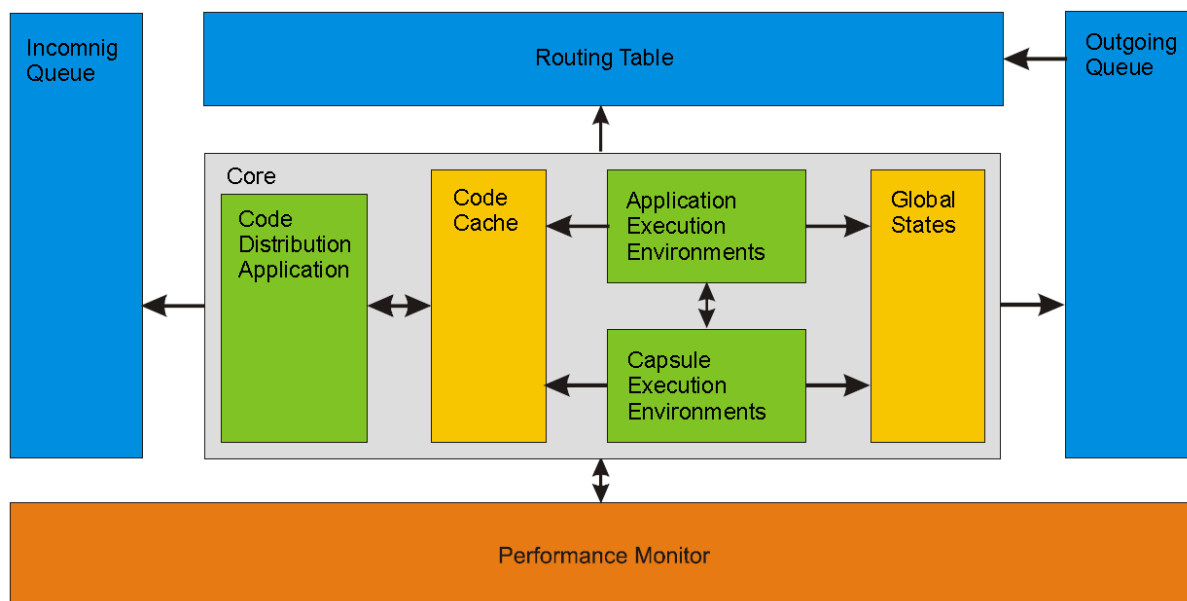 Incomnig
Queue
Routing Table
Outgoing
Queue
Core
Code
Distribution
Application
Code
Cache
Application
Execution
Environments
Global
States
Capsule
Execution
Environments
Performance Monitor